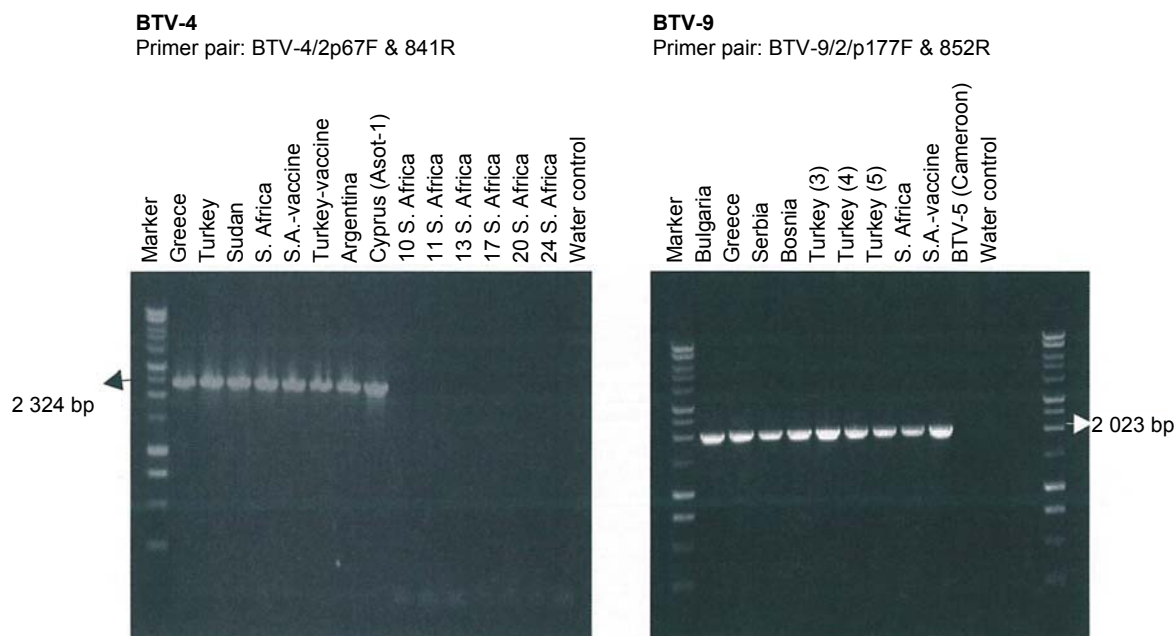 BTV-4
Primer pair: BTV-4/2p67F & 841R
Marker
Greece
Turkey
Sudan
S. Africa
S.A.-vaccine
Turkey-vaccine
Argentina
Cyprus (Asot-1)
10 S. Africa
11 S. Africa
13 S. Africa
17 S. Africa
20 S. Africa
24 S. Africa
Water control
2 324 bp
BTV-9
Primer pair: BTV-9/2/p177F & 852R
Marker
Bulgaria
Greece
Serbia
Bosnia
Turkey (3)
Turkey (4)
Turkey (5)
S. Africa
S.A.-vaccine
BTV-5 (Cameroon)
Water control
2 023 bp